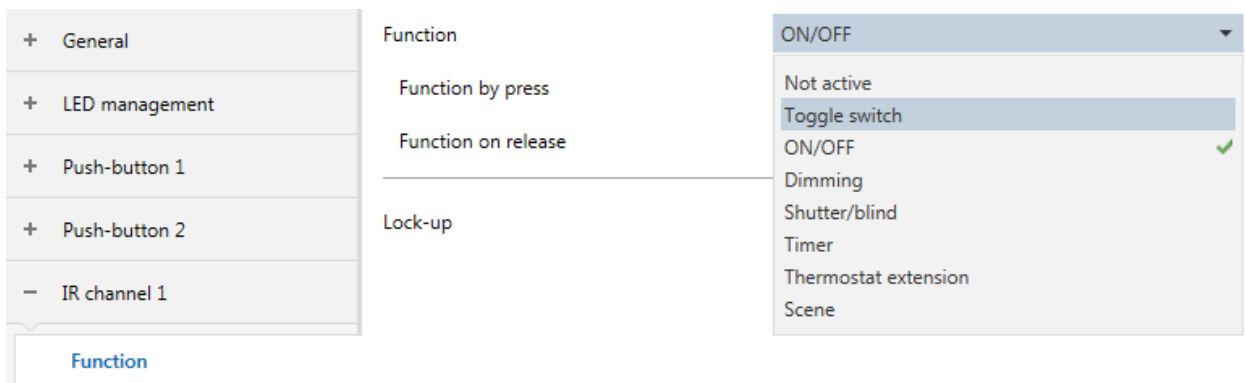 + General
+ LED management
+ Push-button 1
+ Push-button 2
− IR channel 1
Function
Function
Function by press
Function on release
Lock-up
ON/OFF
Not active
Toggle switch
ON/OFF
Dimming
Shutter/blind
Timer
Thermostat extension
Scene